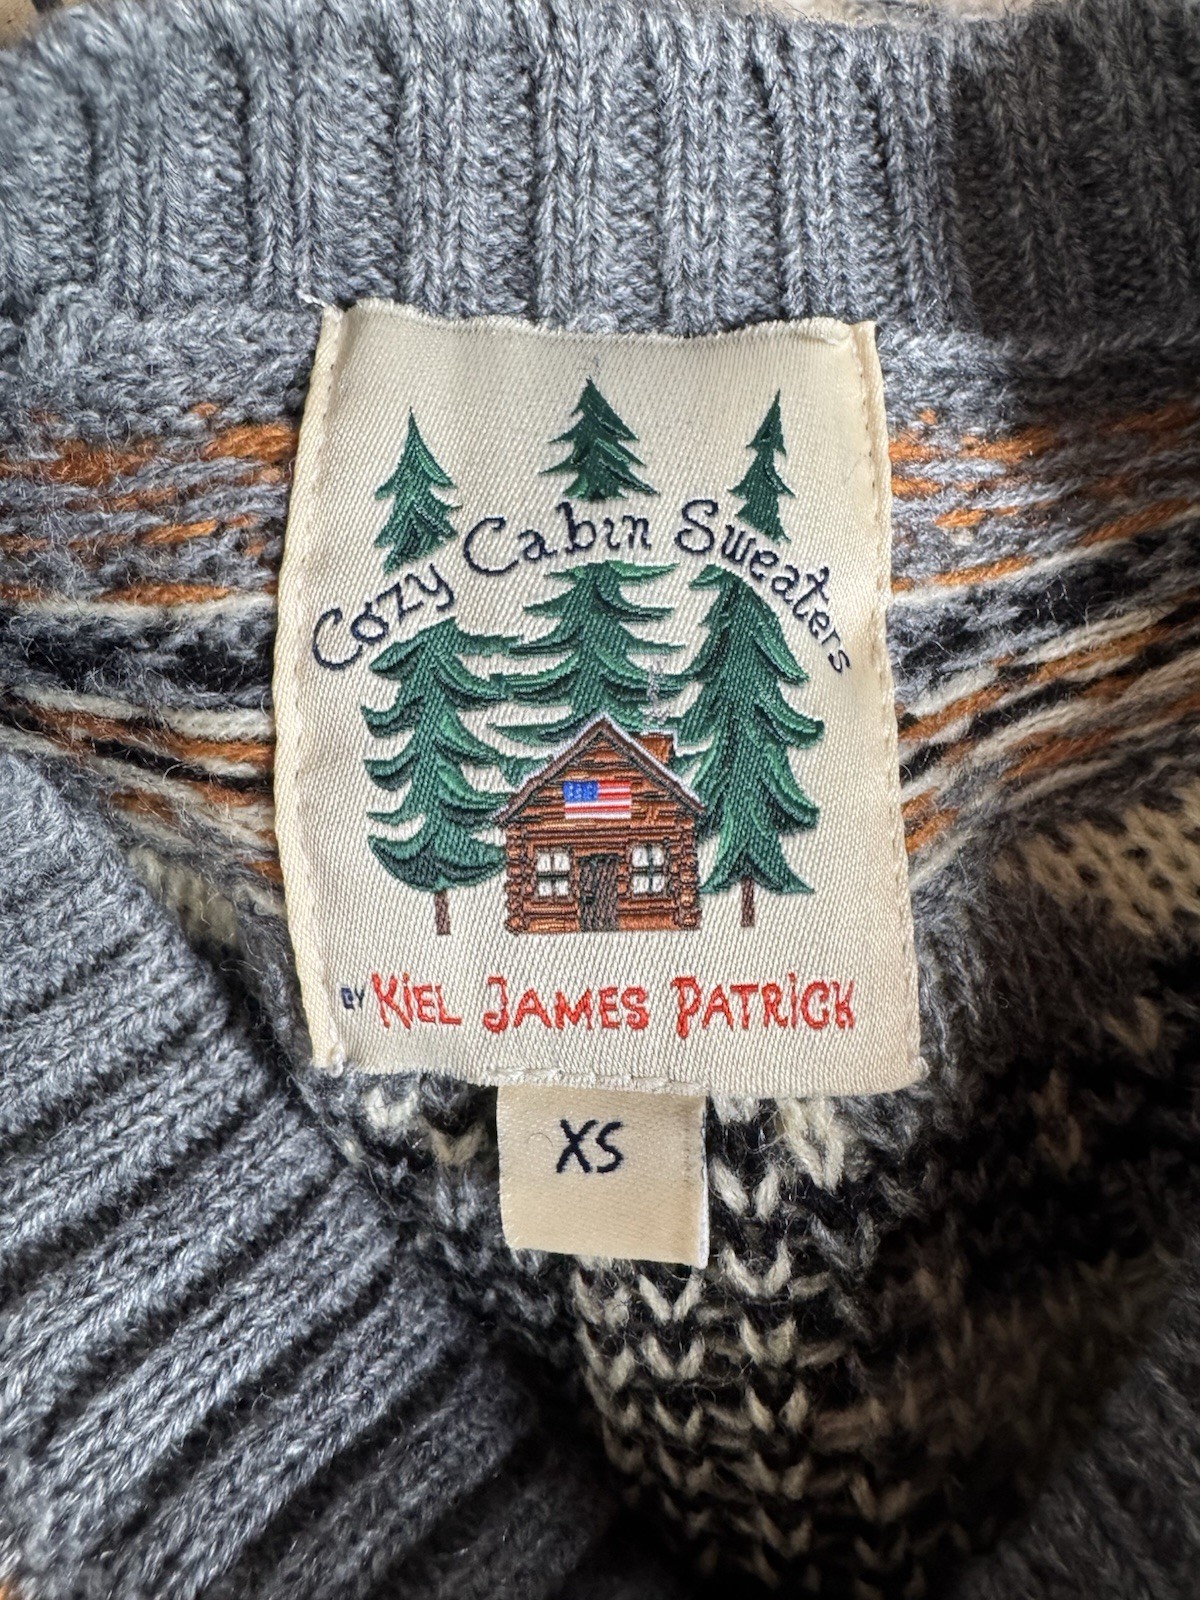 Cozy Cabin Sweaters
BY KIEL JAMES PATRICK
XS